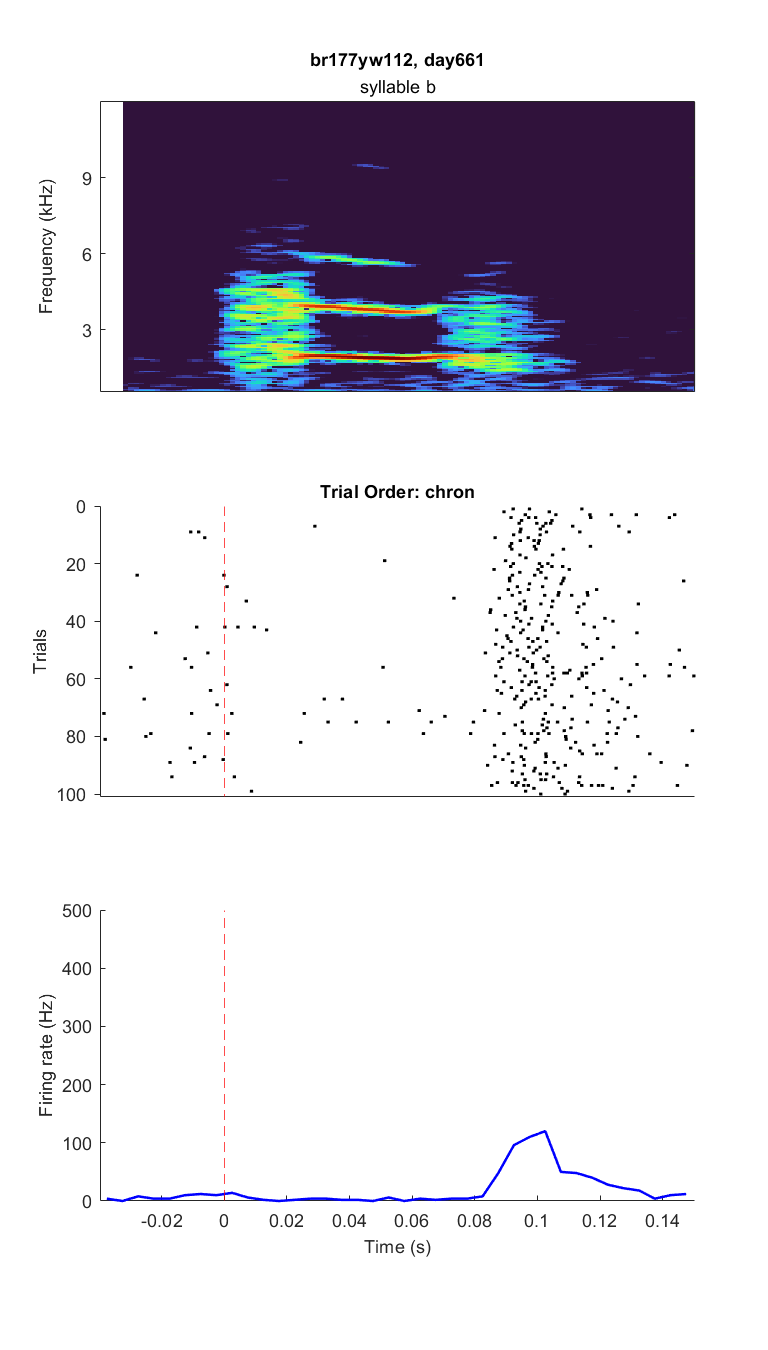 br177yw112, day661
syllable b
9
6
3
Frequency (kHz)
Trial Order: chron
0
20
40
60
80
100
Trials
500
400
300
200
100
0
Firing rate (Hz)
-0.02 0 0.02 0.04 0.06 0.08 0.1 0.12 0.14
Time (s)